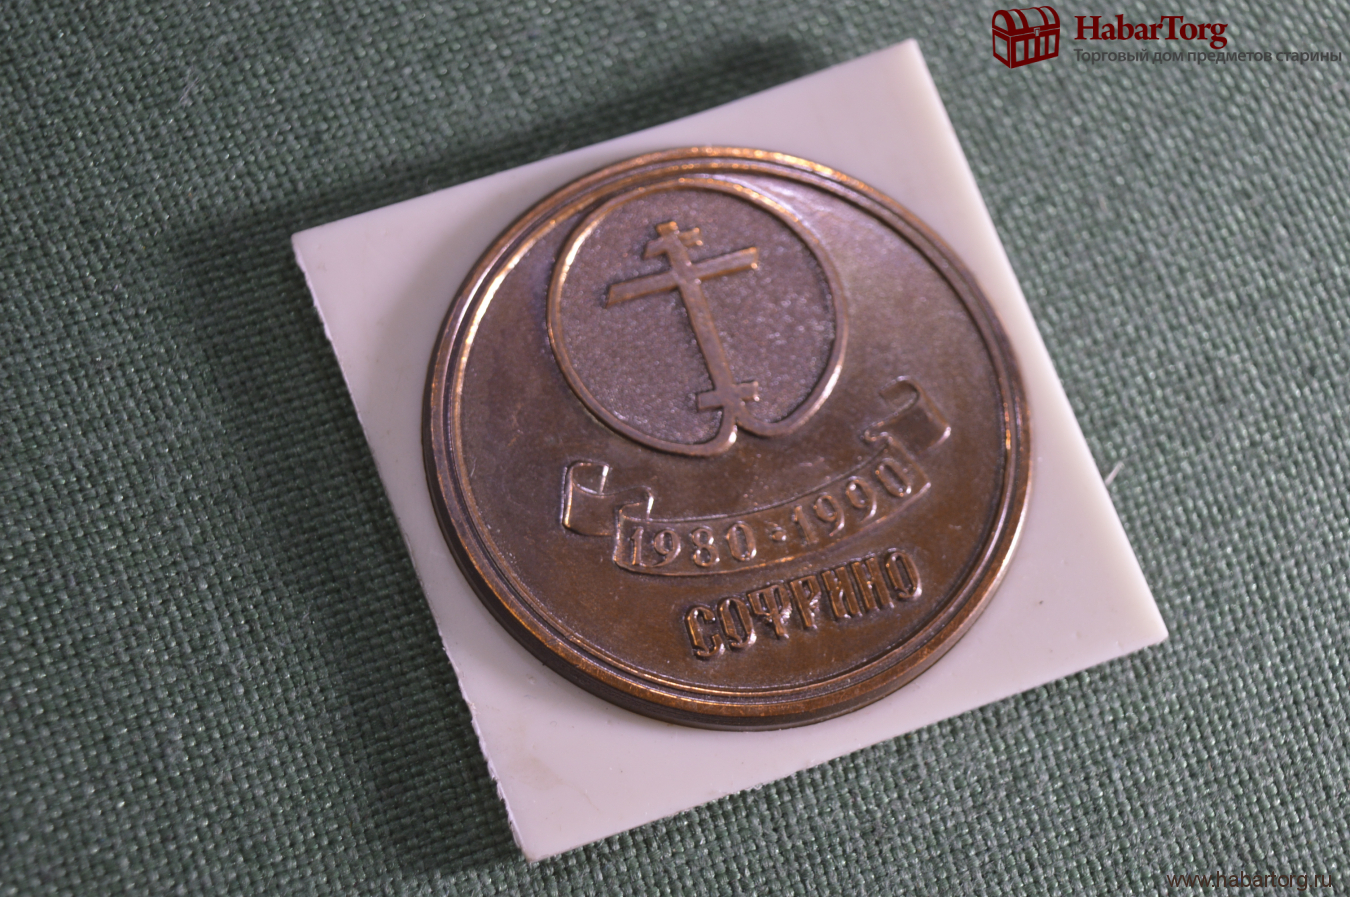 HabarTorg
Торговый дом предметов старины
1980·1990
СОФРИНО
www.habartorg.ru